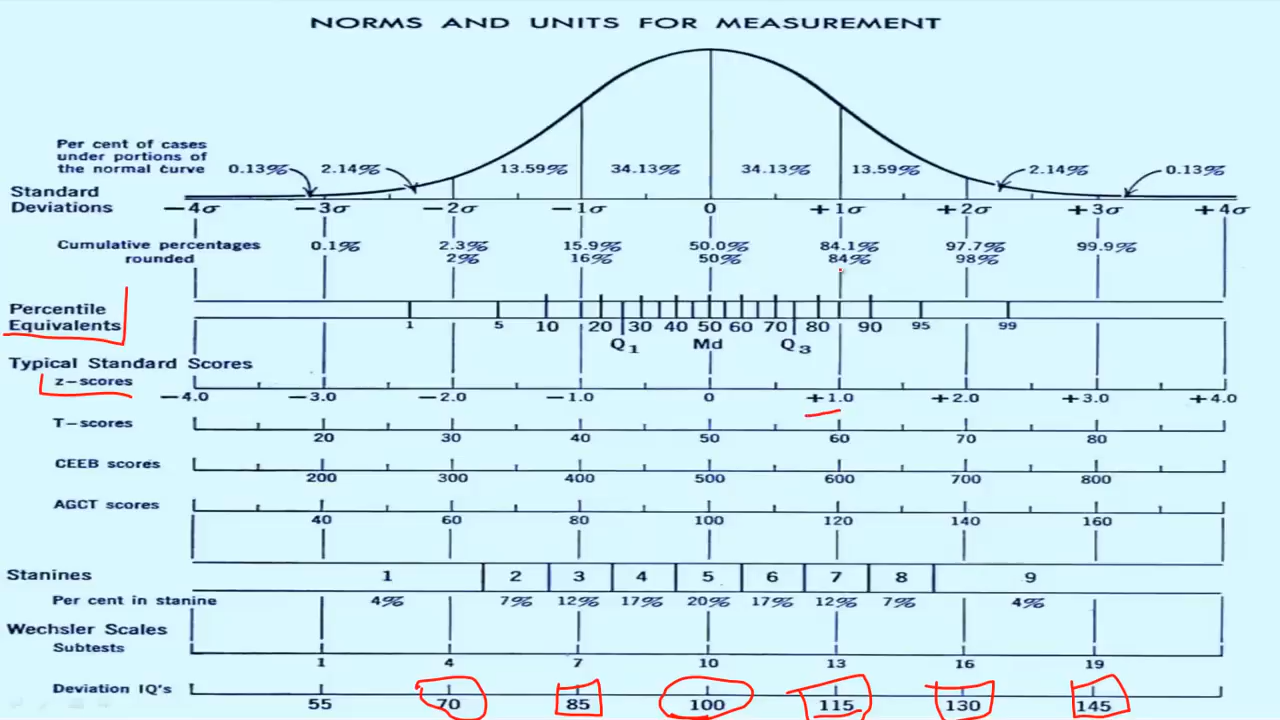 NORMS AND UNITS FOR MEASUREMENT
Per cent of cases
under portions of
the normal curve
0.13% 2.14% 13.59% 34.13% 34.13% 13.59% 2.14% 0.13%
Standard
Deviations
−4σ −3σ −2σ −1σ 0 +1σ +2σ +3σ +4σ
Cumulative percentages 0.1% 2.3% 15.9% 50.0% 84.1% 97.7% 99.9%
rounded 2% 16% 50% 84% 98%
Percentile
Equivalents 1 5 10 20 30 40 50 60 70 80 90 95 99
Q1 Md Q3
Typical Standard Scores
z-scores
−4.0 −3.0 −2.0 −1.0 0 +1.0 +2.0 +3.0 +4.0
T-scores
20 30 40 50 60 70 80
CEEB scores
200 300 400 500 600 700 800
AGCT scores
40 60 80 100 120 140 160
Stanines 1 2 3 4 5 6 7 8 9
Per cent in stanine 4% 7% 12% 17% 20% 17% 12% 7% 4%
Wechsler Scales
Subtests
1 4 7 10 13 16 19
Deviation IQ's
55 70 85 100 115 130 145